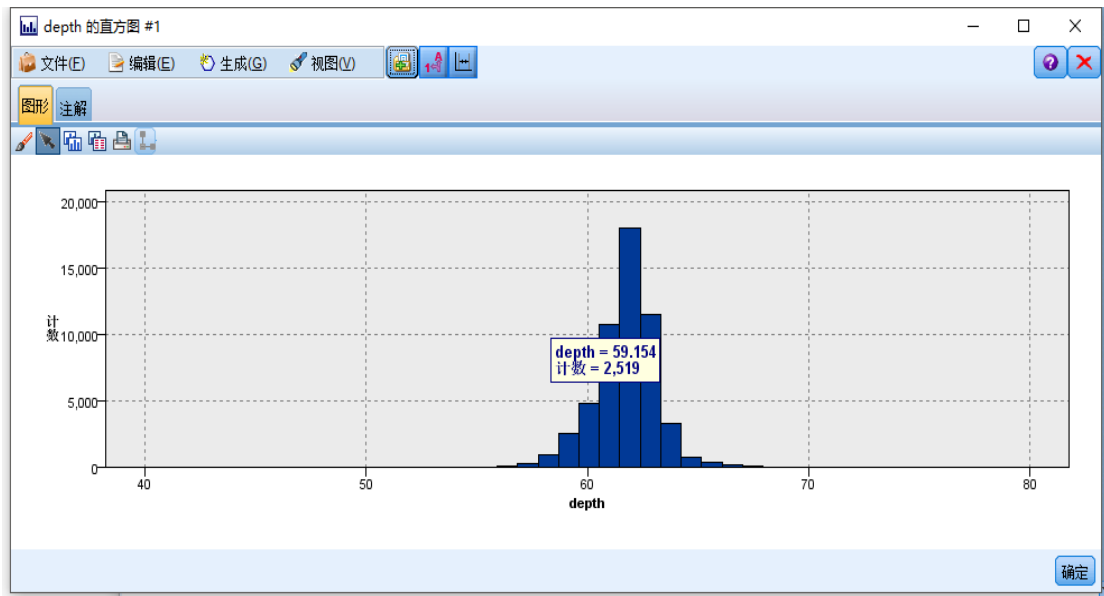 depth 的直方图 #1
文件(F) 编辑(E) 生成(G) 视图(V)
图形 注解
20,000
15,000
10,000
5,000
0
计数
depth = 59.154
计数 = 2,519
40 50 60 70 80
depth
确定